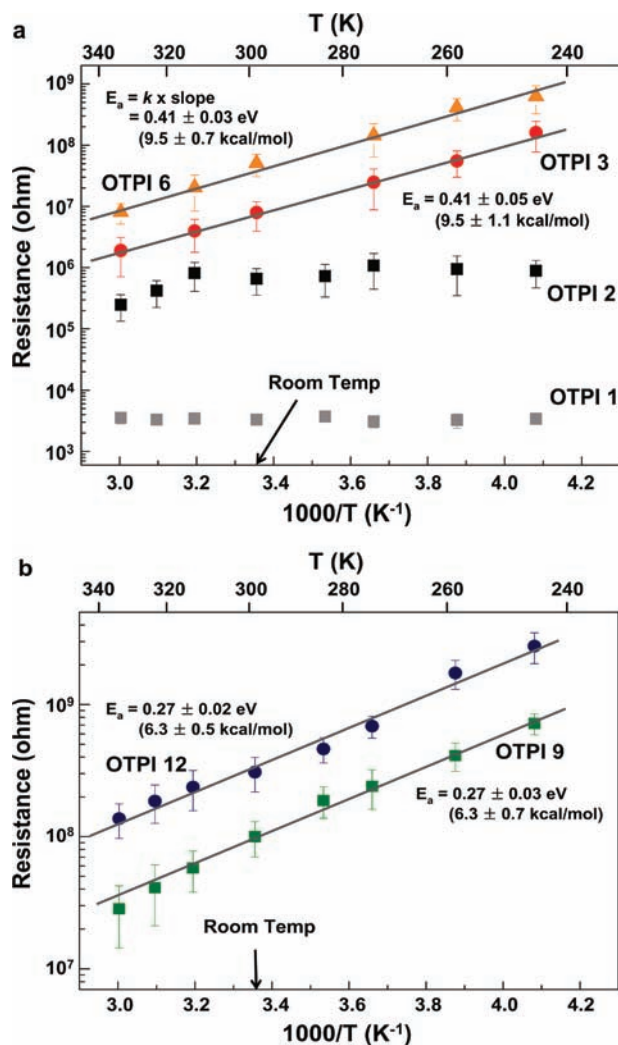 a
T (K)
340 320 300 280 260 240
10⁹
10⁸
10⁷
10⁶
10⁵
10⁴
10³
Resistance (ohm)
Eₐ = k x slope
= 0.41 ± 0.03 eV
(9.5 ± 0.7 kcal/mol)
OTPI 6
OTPI 3
Eₐ = 0.41 ± 0.05 eV
(9.5 ± 1.1 kcal/mol)
OTPI 2
Room Temp
OTPI 1
3.0 3.2 3.4 3.6 3.8 4.0 4.2
1000/T (K⁻¹)
b
T (K)
340 320 300 280 260 240
10⁹
10⁸
10⁷
Resistance (ohm)
Eₐ = 0.27 ± 0.02 eV
(6.3 ± 0.5 kcal/mol)
OTPI 12
OTPI 9
Eₐ = 0.27 ± 0.03 eV
(6.3 ± 0.7 kcal/mol)
Room Temp
3.0 3.2 3.4 3.6 3.8 4.0 4.2
1000/T (K⁻¹)